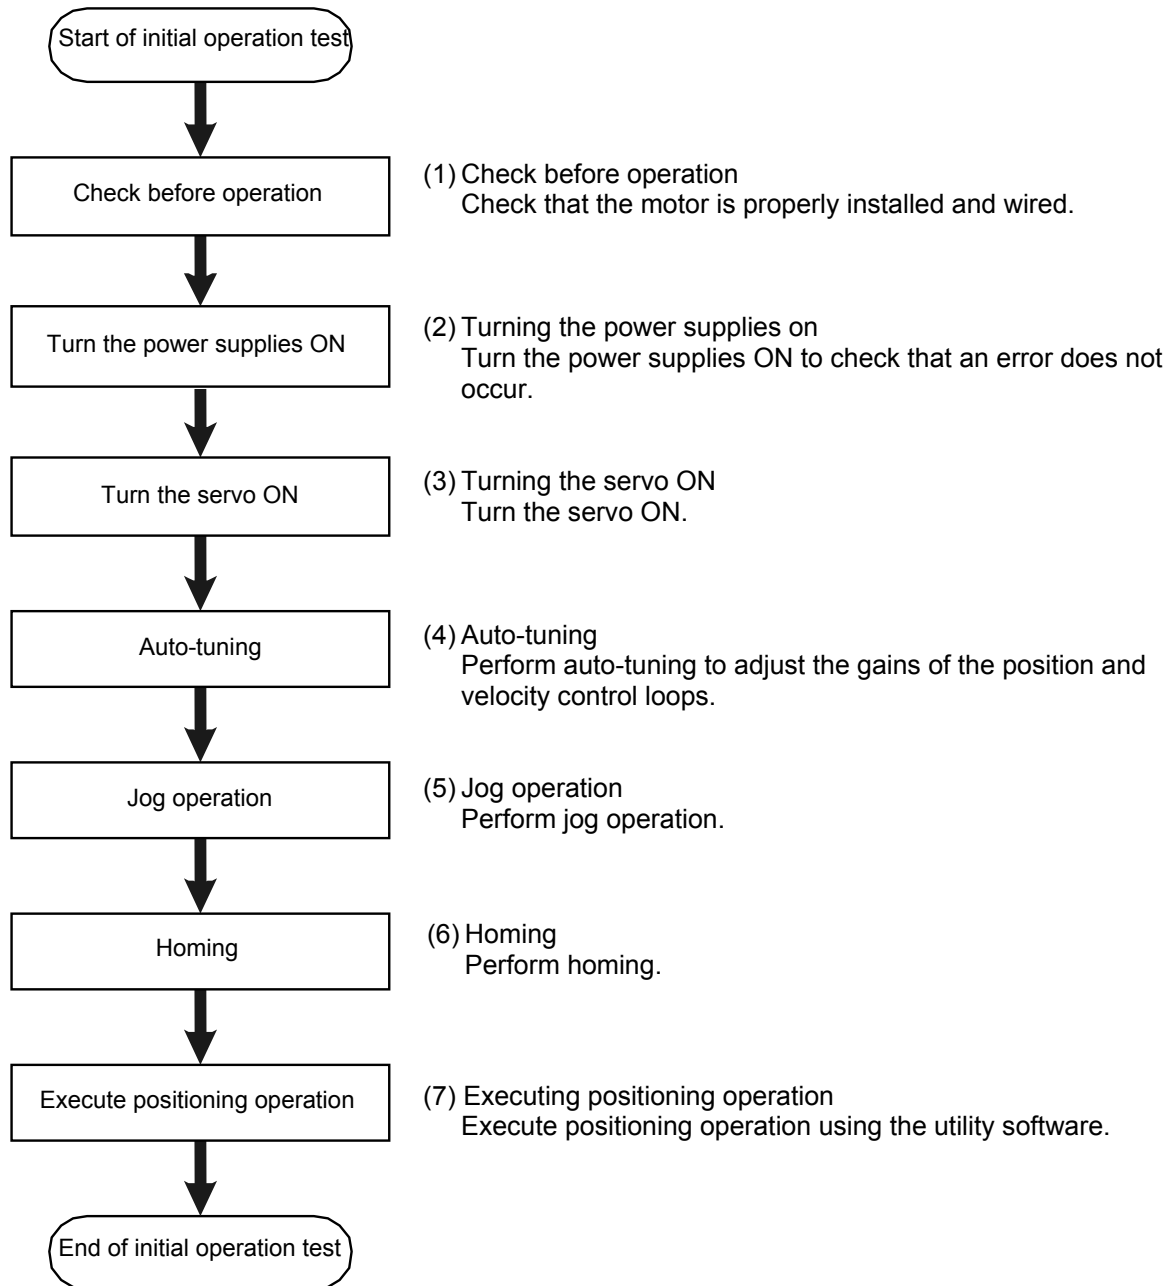 Start of initial operation test
Check before operation
(1) Check before operation
Check that the motor is properly installed and wired.
Turn the power supplies ON
(2) Turning the power supplies on
Turn the power supplies ON to check that an error does not
occur.
Turn the servo ON
(3) Turning the servo ON
Turn the servo ON.
Auto-tuning
(4) Auto-tuning
Perform auto-tuning to adjust the gains of the position and
velocity control loops.
Jog operation
(5) Jog operation
Perform jog operation.
Homing
(6) Homing
Perform homing.
Execute positioning operation
(7) Executing positioning operation
Execute positioning operation using the utility software.
End of initial operation test